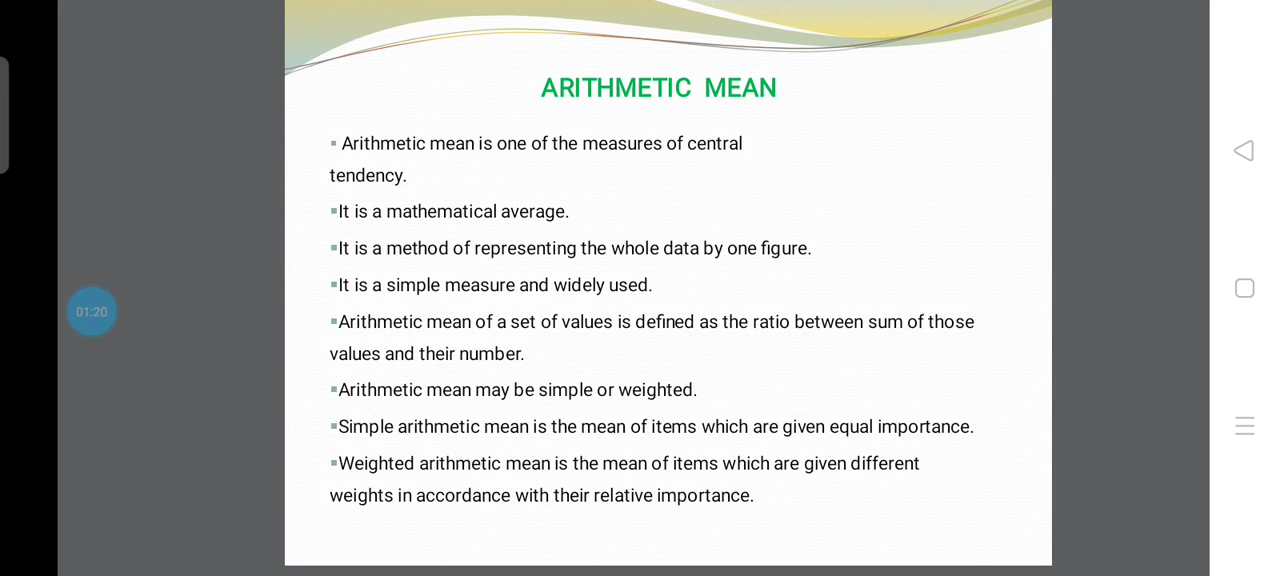 ARITHMETIC MEAN
▪ Arithmetic mean is one of the measures of central
tendency.
▪It is a mathematical average.
▪It is a method of representing the whole data by one figure.
▪It is a simple measure and widely used.
▪Arithmetic mean of a set of values is defined as the ratio between sum of those
values and their number.
▪Arithmetic mean may be simple or weighted.
▪Simple arithmetic mean is the mean of items which are given equal importance.
▪Weighted arithmetic mean is the mean of items which are given different
weights in accordance with their relative importance.
01:20